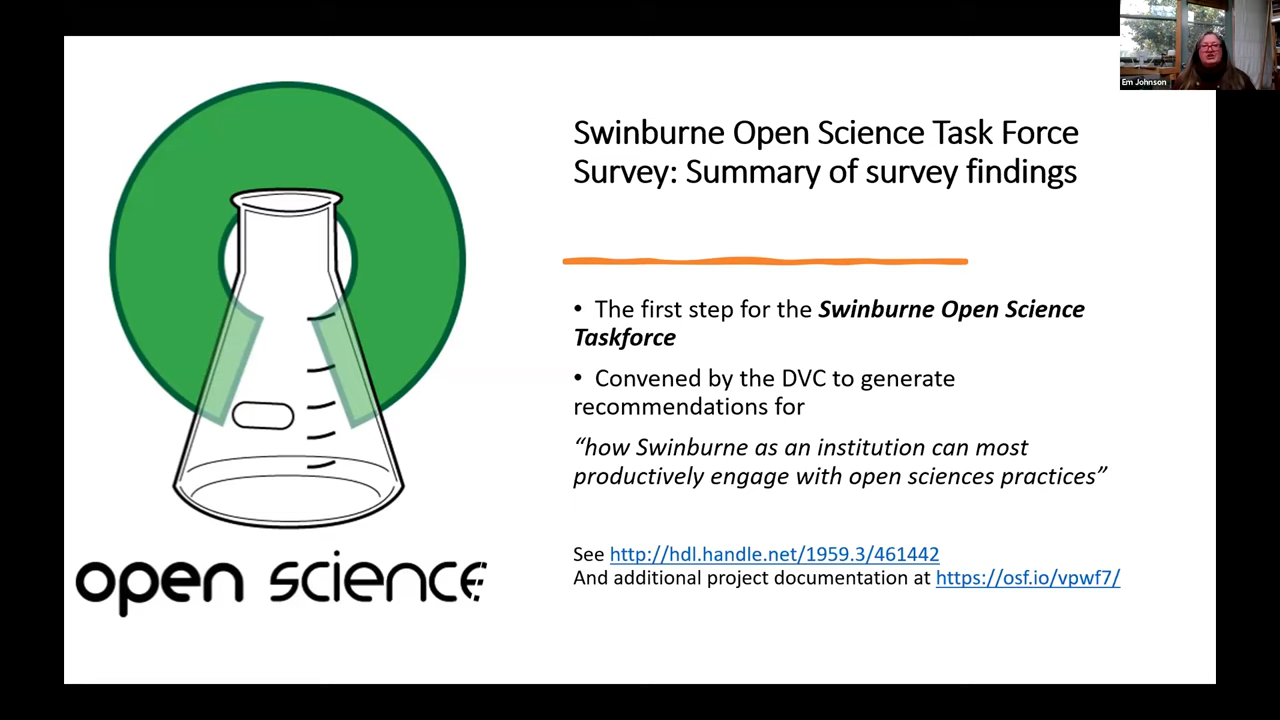 Em Johnson
Swinburne Open Science Task Force
Survey: Summary of survey findings
• The first step for the Swinburne Open Science
Taskforce
• Convened by the DVC to generate
recommendations for
“how Swinburne as an institution can most
productively engage with open sciences practices”
See http://hdl.handle.net/1959.3/461442
And additional project documentation at https://osf.io/vpwf7/
open science